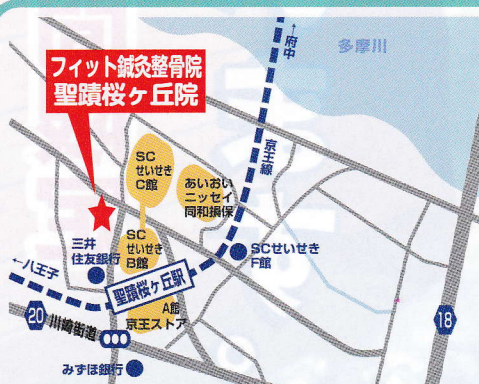 フィット鍼灸整骨院
聖蹟桜ヶ丘院
←府中
多摩川
京王線
SC
せいせき
C館
あいおい
ニッセイ
同和損保
三井
住友銀行
SC
せいせき
B館
SCせいせき
F館
←八王子
聖蹟桜ヶ丘駅
A館
京王ストア
20
川崎街道
18
みずほ銀行